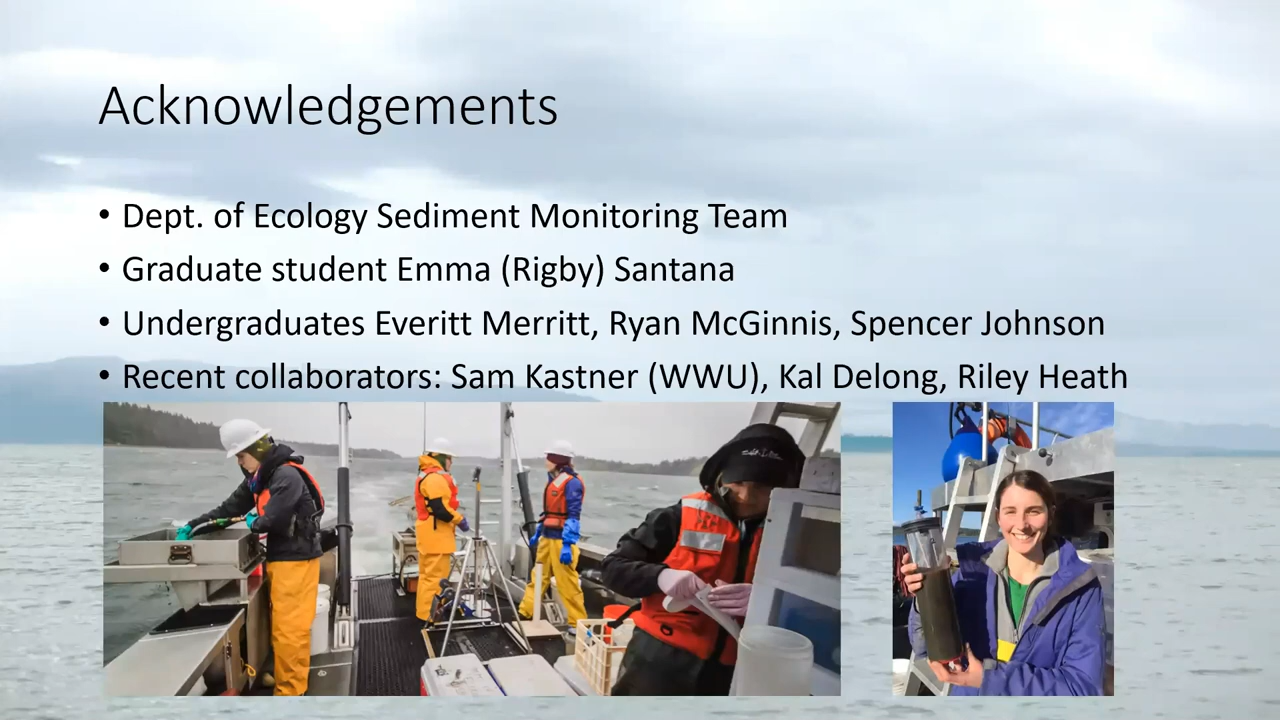 Acknowledgements
• Dept. of Ecology Sediment Monitoring Team
• Graduate student Emma (Rigby) Santana
• Undergraduates Everitt Merritt, Ryan McGinnis, Spencer Johnson
• Recent collaborators: Sam Kastner (WWU), Kal Delong, Riley Heath